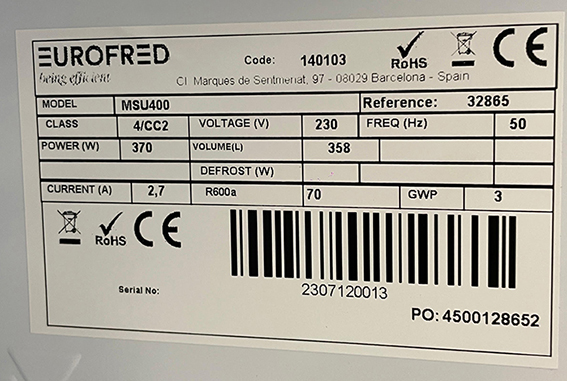 EUROFRED
being efficient
Code: 140103
RoHS
CE
C/ Marques de Sentmenat, 97 - 08029 Barcelona - Spain
MODEL MSU400 Reference: 32865
CLASS 4/CC2 VOLTAGE (V) 230 FREQ (Hz) 50
POWER (W) 370 VOLUME(L) 358
DEFROST (W)
CURRENT (A) 2,7 R600a 70 GWP 3
RoHS CE
Serial No: 2307120013
PO: 4500128652